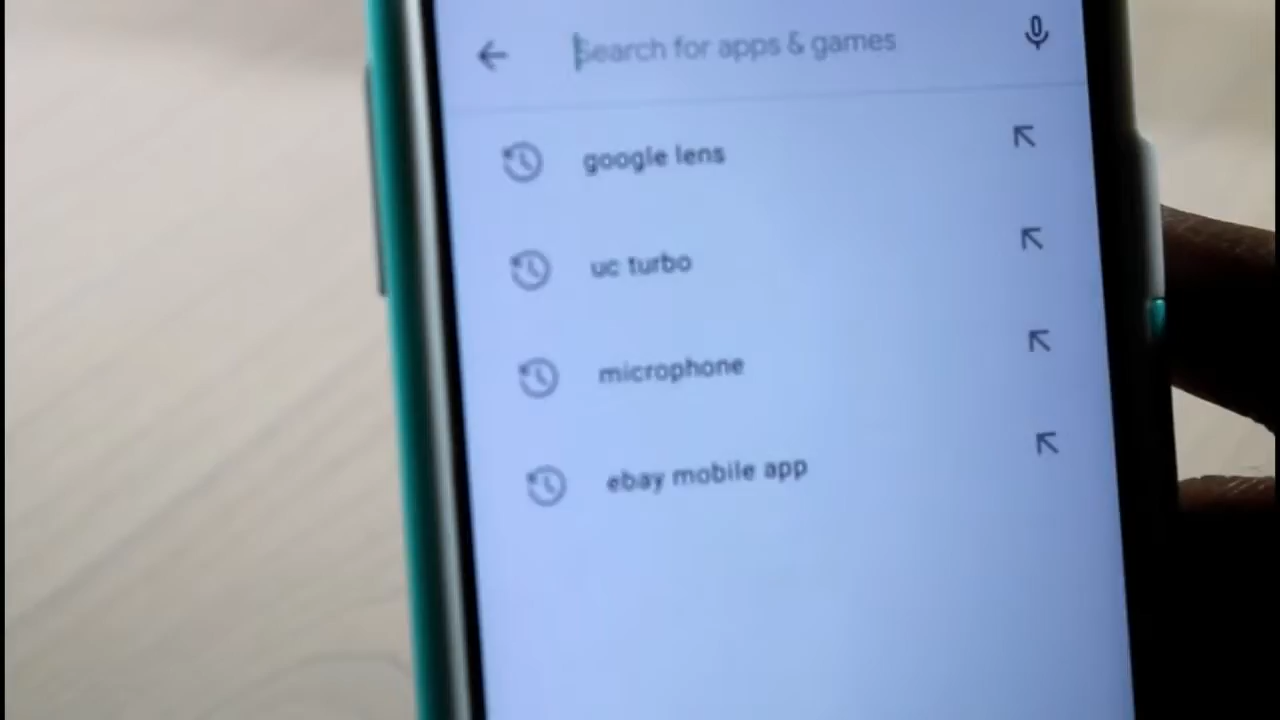 Search for apps & games
google lens
uc turbo
microphone
ebay mobile app